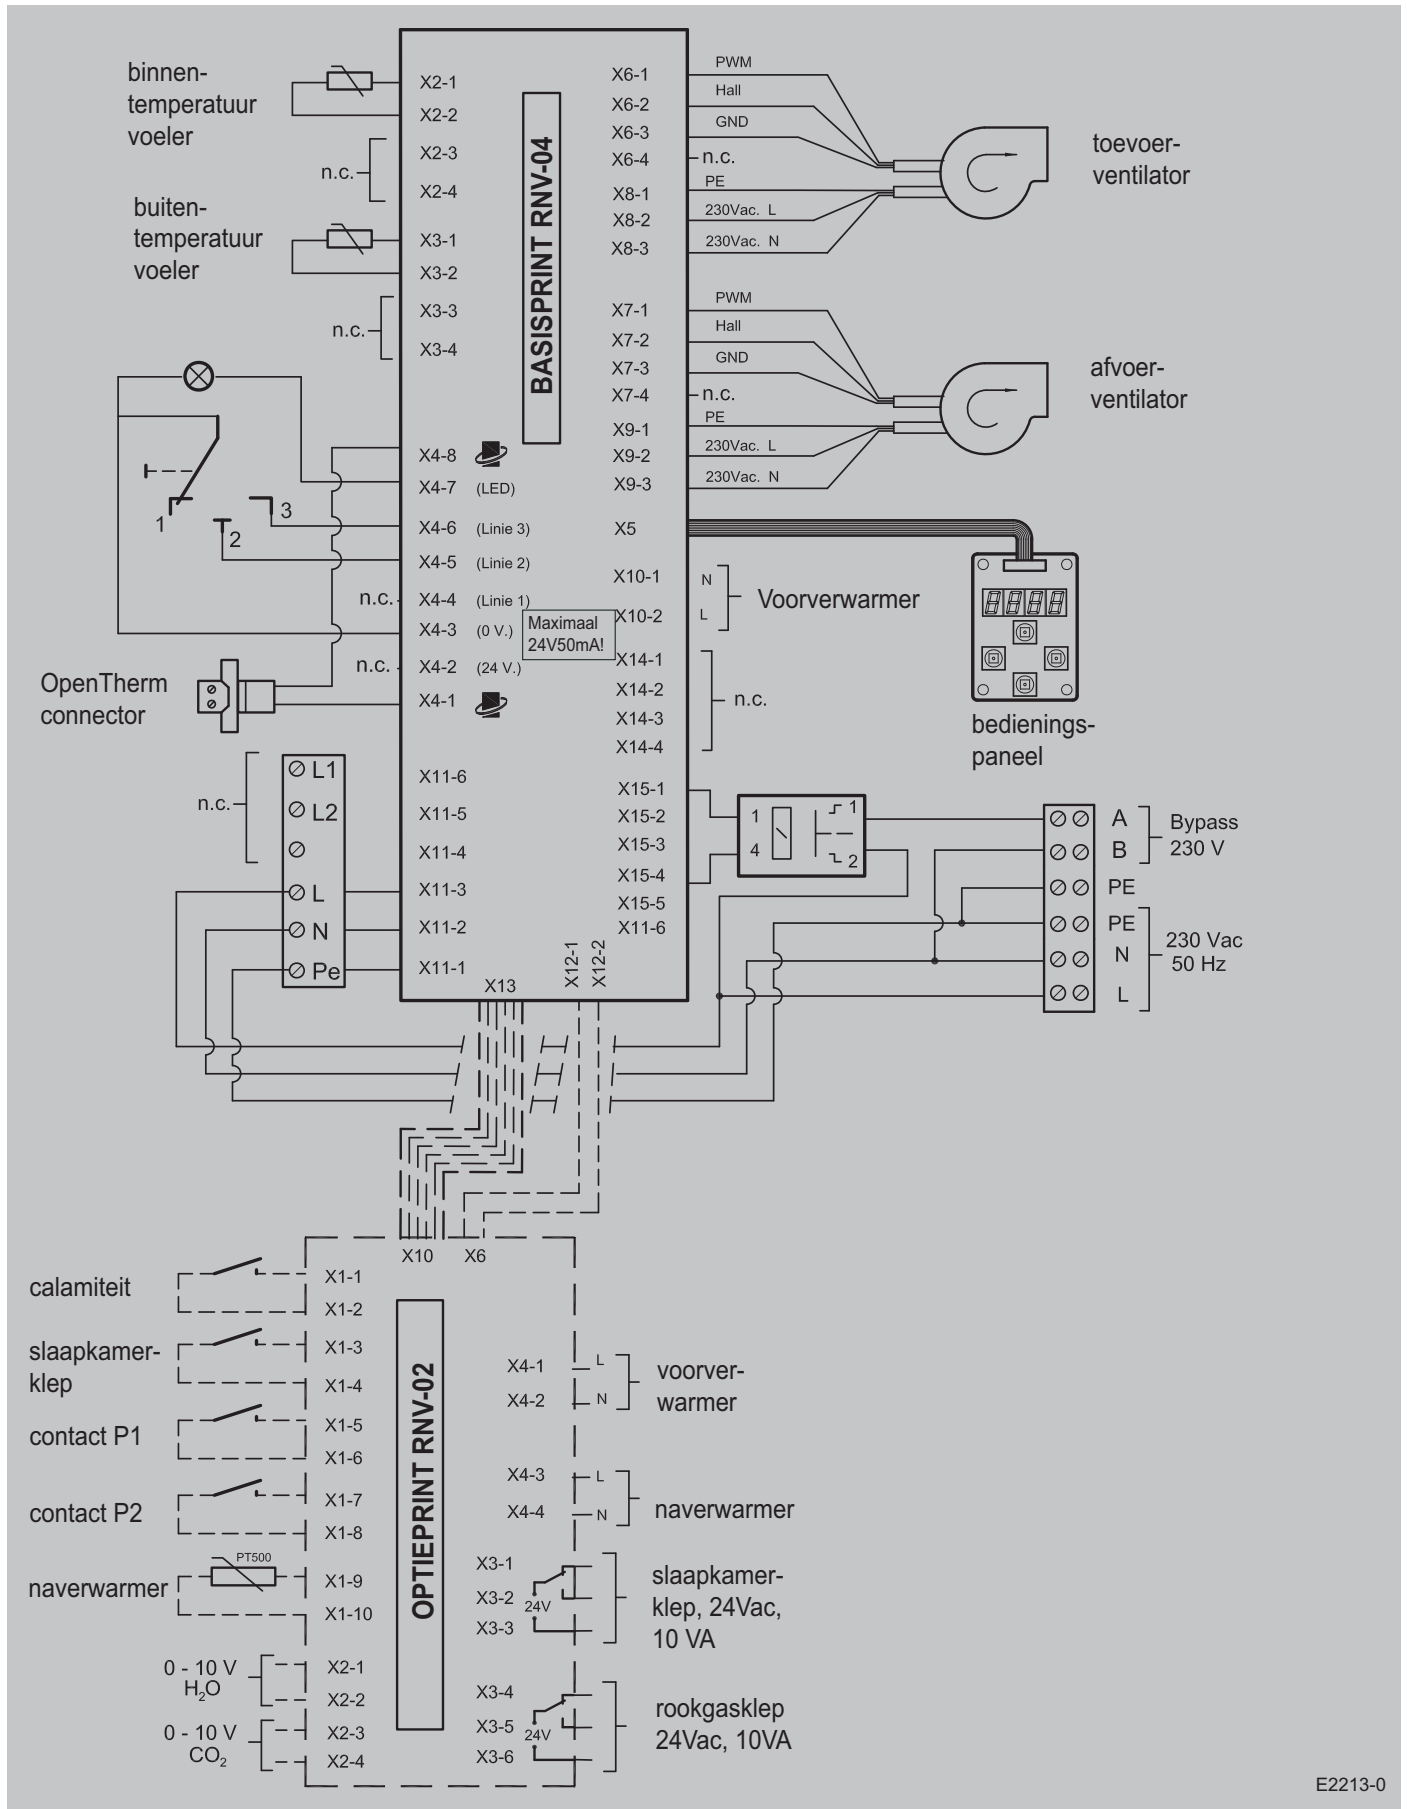 binnen-
temperatuur
voeler
X2-1
X2-2
n.c.
X2-3
X2-4
buiten-
temperatuur
voeler
X3-1
X3-2
n.c.
X3-3
X3-4
1
2
3
X4-8
X4-7 (LED)
X4-6 (Linie 3)
X4-5 (Linie 2)
n.c. X4-4 (Linie 1)
X4-3 (0 V.)
n.c. X4-2 (24 V.)
X4-1
Maximaal
24V50mA!
OpenTherm
connector
n.c.
L1
L2
L
N
Pe
X11-6
X11-5
X11-4
X11-3
X11-2
X11-1
BASISPRINT RNV-04
X13
X12-1
X12-2
X6-1 PWM
X6-2 Hall
X6-3 GND
X6-4 n.c.
X8-1 PE
X8-2 230Vac. L
X8-3 230Vac. N
toevoer-
ventilator
X7-1 PWM
X7-2 Hall
X7-3 GND
X7-4 n.c.
X9-1 PE
X9-2 230Vac. L
X9-3 230Vac. N
afvoer-
ventilator
X5
8888
bedienings-
paneel
X10-1 N
X10-2 L
Voorverwarmer
X14-1
X14-2
X14-3
X14-4
n.c.
X15-1
X15-2
X15-3
X15-4
X15-5
X11-6
1
4
1
2
A
B
Bypass
230 V
PE
PE
N
L
230 Vac
50 Hz
X10
X6
OPTIEPRINT RNV-02
calamiteit
X1-1
X1-2
slaapkamer-
klep
X1-3
X1-4
contact P1
X1-5
X1-6
contact P2
X1-7
X1-8
naverwarmer
PT500
X1-9
X1-10
0 - 10 V
H2O
X2-1
X2-2
0 - 10 V
CO2
X2-3
X2-4
X4-1 L
X4-2 N
voorver-
warmer
X4-3 L
X4-4 N
naverwarmer
X3-1
X3-2
X3-3
24V
slaapkamer-
klep, 24Vac,
10 VA
X3-4
X3-5
X3-6
24V
rookgasklep
24Vac, 10VA
E2213-0